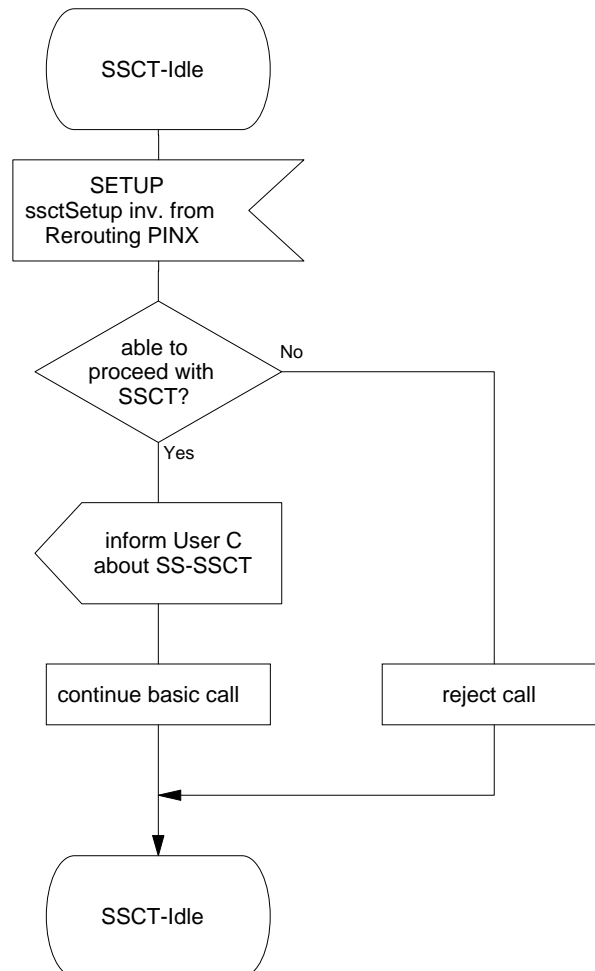 SSCT-Idle
SETUP
ssctSetup inv. from
Rerouting PINX
able to
proceed with
SSCT?
No
Yes
inform User C
about SS-SSCT
continue basic call
reject call
SSCT-Idle